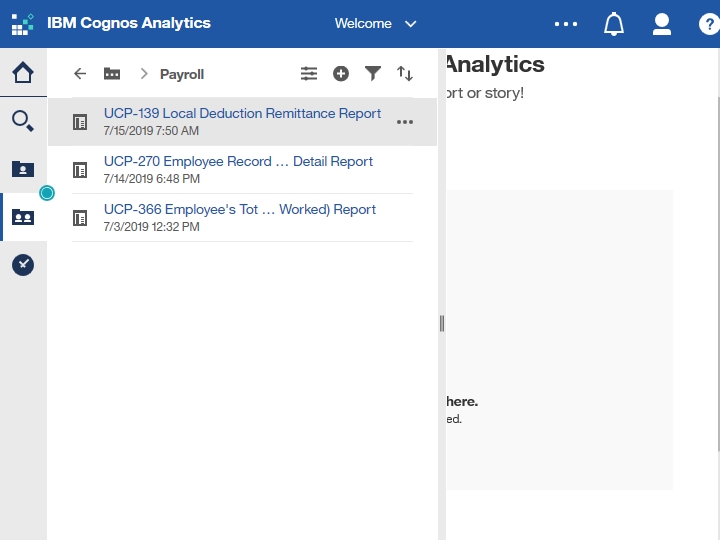 IBM Cognos Analytics
Welcome
?
Payroll
UCP-139 Local Deduction Remittance Report
7/15/2019 7:50 AM
UCP-270 Employee Record ... Detail Report
7/14/2019 6:48 PM
UCP-366 Employee's Tot ... Worked) Report
7/3/2019 12:32 PM
Analytics
ort or story!
here.
ed.